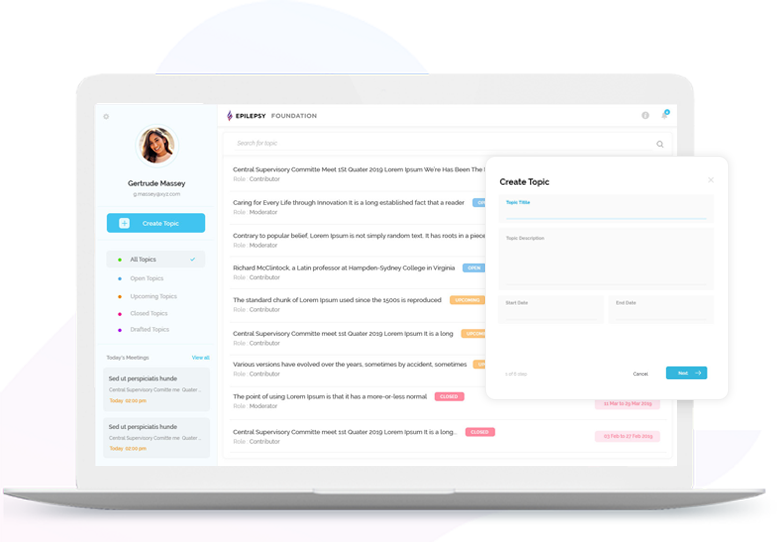 EPILEPSY FOUNDATION
Gertrude Massey
g.massey@xyz.com
Create Topic
All Topics
Open Topics
Upcoming Topics
Closed Topics
Drafted Topics
Today's Meetings View all
Sed ut perspiciatis hunde
Central Supervisory Comitte me Quater ...
Today 02:00 pm
Sed ut perspiciatis hunde
Central Supervisory Comitte me Quater ...
Today 02:00 pm
Search for topic
Central Supervisory Committe Meet 1St Quater 2019 Lorem Ipsum We're Has Been The
Role : Contributor
Caring for Every Life through Innovation It is a long established fact that a reader OP
Role : Moderator
Contrary to popular belief, Lorem Ipsum is not simply random text. It has roots in a piece
Role : Moderator
Richard McClintock, a Latin professor at Hampden-Sydney College in Virginia OPEN
Role : Contributor
The standard chunk of Lorem Ipsum used since the 1500s is reproduced UPCOMING
Role : Contributor
Central Supervisory Committe meet 1st Quater 2019 Lorem Ipsum It is a long UPCOM
Role : Contributor
Various versions have evolved over the years, sometimes by accident, sometimes
Role : Contributor
The point of using Lorem Ipsum is that it has a more-or-less normal CLOSED
Role : Moderator
11 Mar to 29 Mar 2019
Central Supervisory Committe meet 1st Quater 2019 Lorem Ipsum It is a long... CLOSED
Role : Contributor
03 Feb to 27 Feb 2019
Create Topic
Topic Title
Topic Description
Start Date End Date
Cancel Next